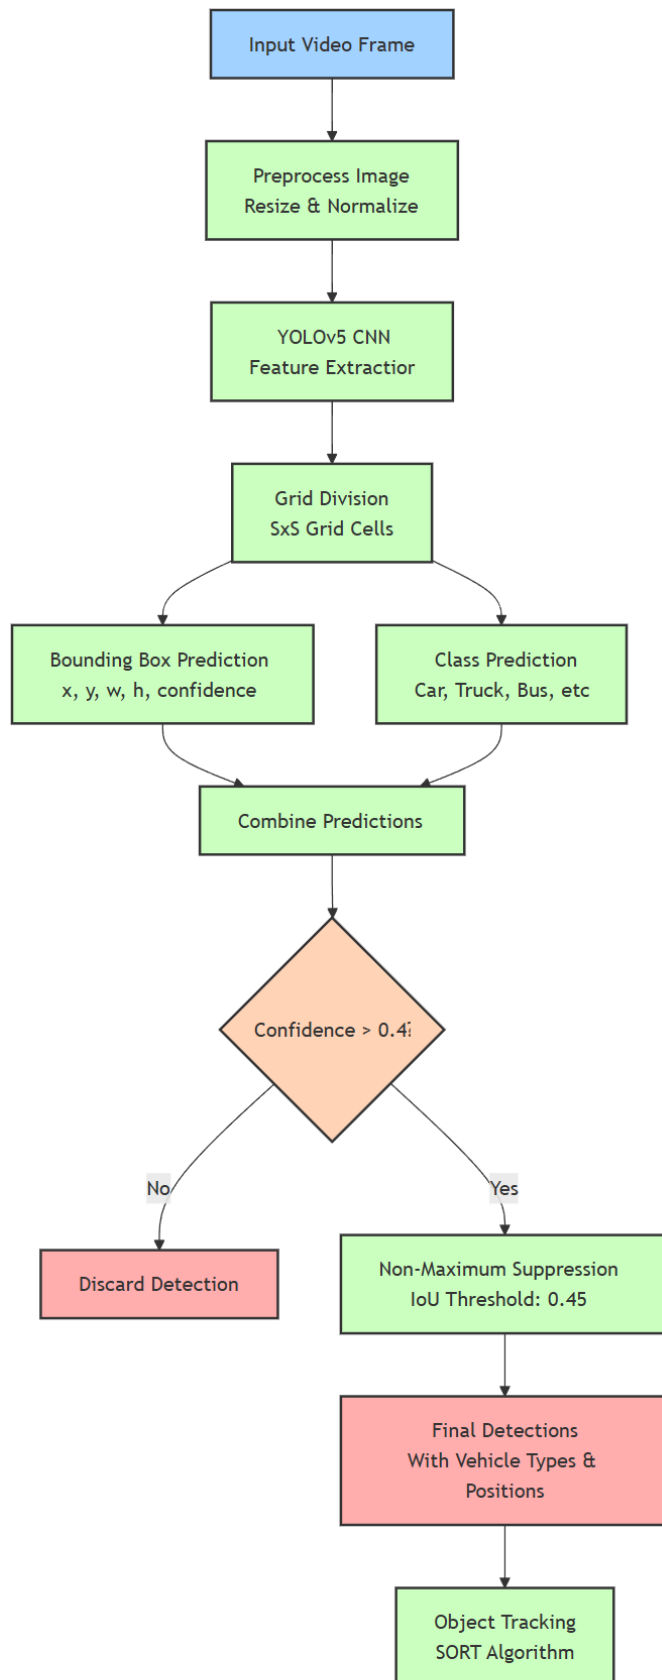 Input Video Frame
Preprocess Image
Resize & Normalize
YOLOv5 CNN
Feature Extractior
Grid Division
SxS Grid Cells
Bounding Box Prediction
x, y, w, h, confidence
Class Prediction
Car, Truck, Bus, etc
Combine Predictions
Confidence > 0.4?
No
Yes
Discard Detection
Non-Maximum Suppression
IoU Threshold: 0.45
Final Detections
With Vehicle Types &
Positions
Object Tracking
SORT Algorithm